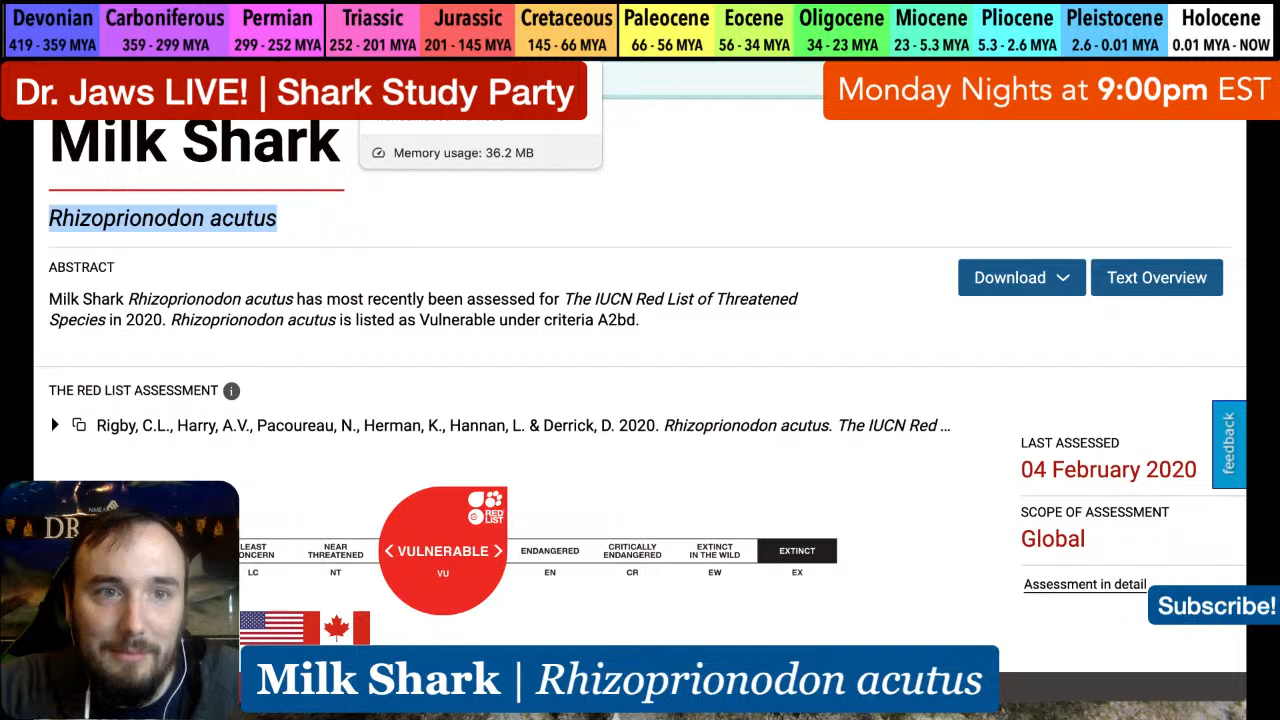 Devonian Carboniferous Permian Triassic Jurassic Cretaceous Paleocene Eocene Oligocene Miocene Pliocene Pleistocene Holocene
419 - 359 MYA 359 - 299 MYA 299 - 252 MYA 252 - 201 MYA 201 - 145 MYA 145 - 66 MYA 66 - 56 MYA 56 - 34 MYA 34 - 23 MYA 23 - 5.3 MYA 5.3 - 2.6 MYA 2.6 - 0.01 MYA 0.01 MYA - NOW
Dr. Jaws LIVE! | Shark Study Party
Monday Nights at 9:00pm EST
Milk Shark
Memory usage: 36.2 MB
Rhizoprionodon acutus
ABSTRACT
Download
Text Overview
Milk Shark Rhizoprionodon acutus has most recently been assessed for The IUCN Red List of Threatened
Species in 2020. Rhizoprionodon acutus is listed as Vulnerable under criteria A2bd.
THE RED LIST ASSESSMENT i
Rigby, C.L., Harry, A.V., Pacoureau, N., Herman, K., Hannan, L. & Derrick, D. 2020. Rhizoprionodon acutus. The IUCN Red ...
feedback
LAST ASSESSED
04 February 2020
SCOPE OF ASSESSMENT
Global
Assessment in detail
Subscribe!
RED
LIST
LEAST
CONCERN
LC
NEAR
THREATENED
NT
< VULNERABLE >
VU
ENDANGERED
EN
CRITICALLY
ENDANGERED
CR
EXTINCT
IN THE WILD
EW
EXTINCT
EX
NMEA
DR
Milk Shark | Rhizoprionodon acutus